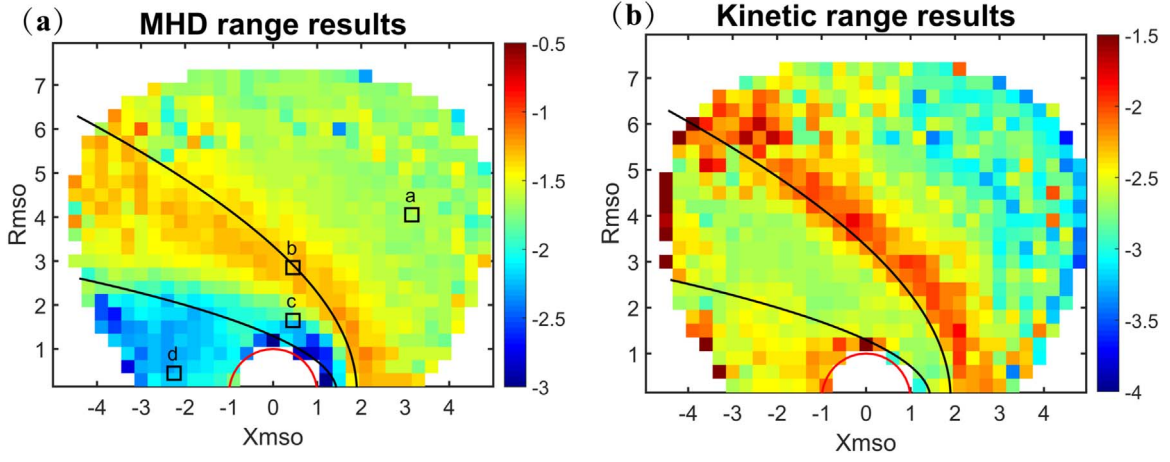 (a) MHD range results
7
6
5
4
3
2
1
Rmso
-4 -3 -2 -1 0 1 2 3 4
Xmso
a
b
c
d
-0.5
-1
-1.5
-2
-2.5
-3
(b) Kinetic range results
7
6
5
4
3
2
1
Rmso
-4 -3 -2 -1 0 1 2 3 4
Xmso
-1.5
-2
-2.5
-3
-3.5
-4